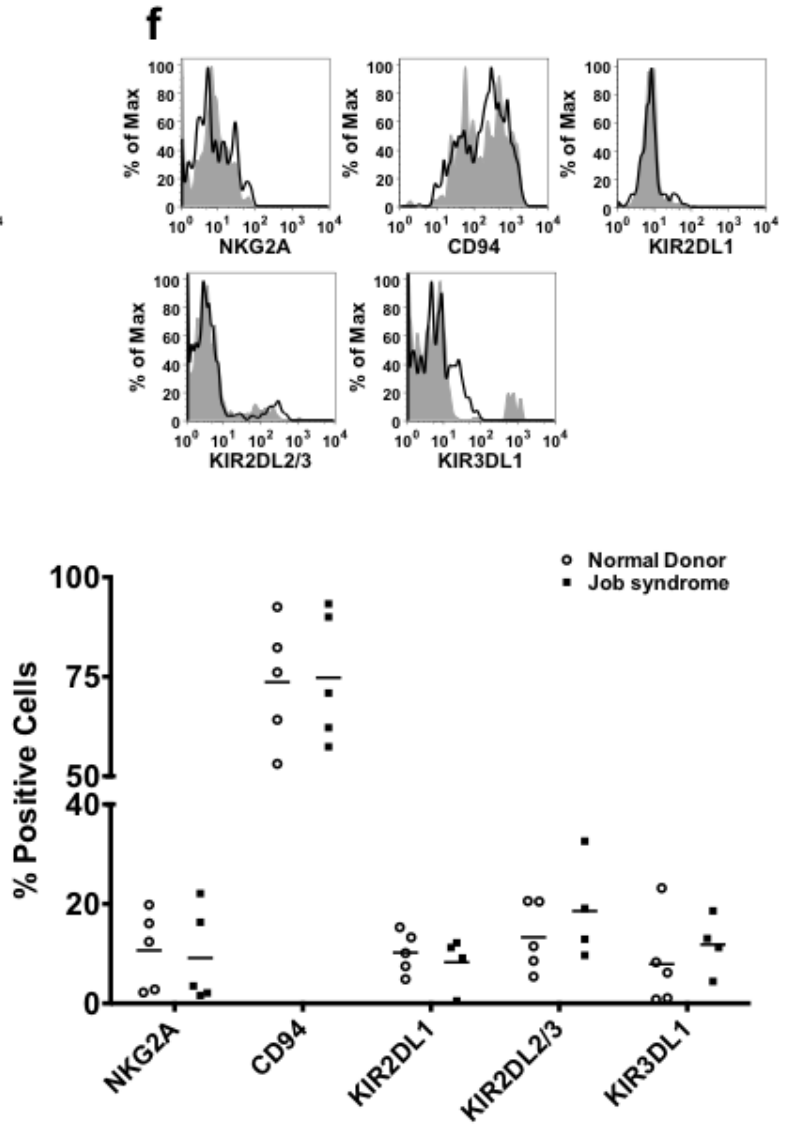 f
100
80
60
40
20
0
% of Max
10⁰ 10¹ 10² 10³ 10⁴
NKG2A
100
80
60
40
20
0
% of Max
10⁰ 10¹ 10² 10³ 10⁴
CD94
100
80
60
40
20
0
% of Max
10⁰ 10¹ 10² 10³ 10⁴
KIR2DL1
100
80
60
40
20
0
% of Max
10⁰ 10¹ 10² 10³ 10⁴
KIR2DL2/3
100
80
60
40
20
0
% of Max
10⁰ 10¹ 10² 10³ 10⁴
KIR3DL1
Normal Donor
Job syndrome
% Positive Cells
100
75
50
40
20
0
NKG2A
CD94
KIR2DL1
KIR2DL2/3
KIR3DL1